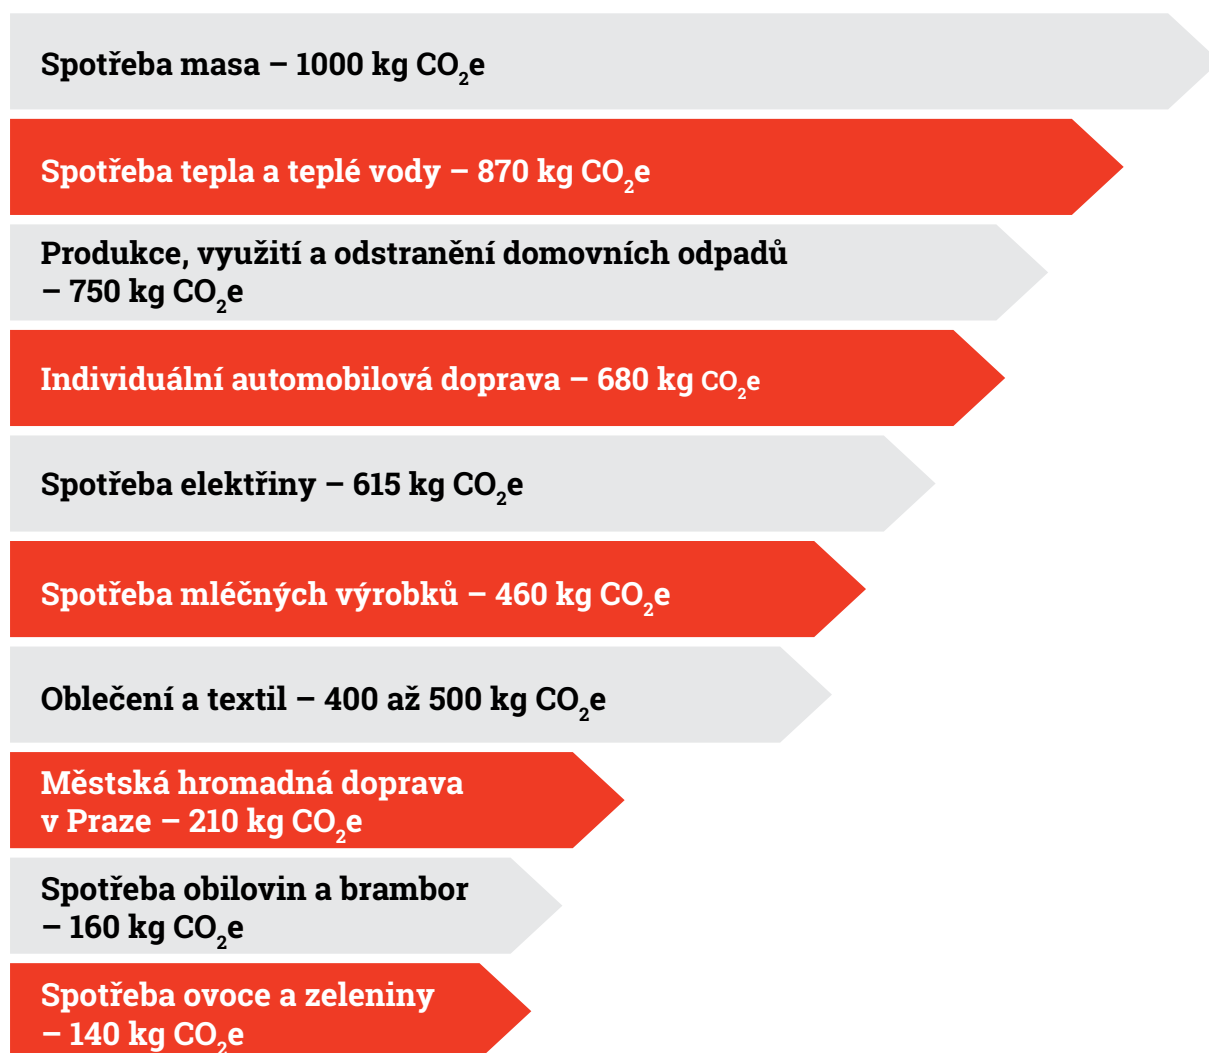 Spotřeba masa – 1000 kg CO₂e
Spotřeba tepla a teplé vody – 870 kg CO₂e
Produkce, využití a odstranění domovních odpadů
– 750 kg CO₂e
Individuální automobilová doprava – 680 kg CO₂e
Spotřeba elektřiny – 615 kg CO₂e
Spotřeba mléčných výrobků – 460 kg CO₂e
Oblečení a textil – 400 až 500 kg CO₂e
Městská hromadná doprava
v Praze – 210 kg CO₂e
Spotřeba obilovin a brambor
– 160 kg CO₂e
Spotřeba ovoce a zeleniny
– 140 kg CO₂e